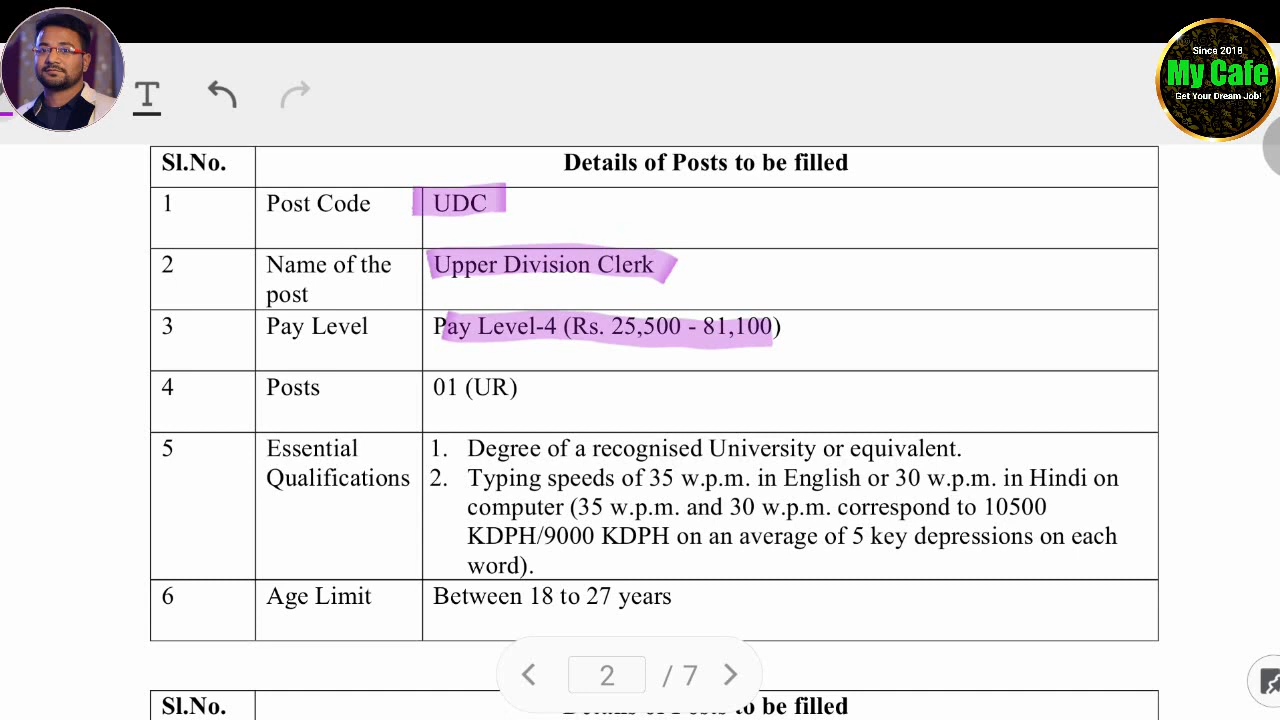 Since 2018
My Cafe
Get Your Dream Job!
T
Sl.No. Details of Posts to be filled
1 Post Code UDC
2 Name of the post Upper Division Clerk
3 Pay Level Pay Level-4 (Rs. 25,500 - 81,100)
4 Posts 01 (UR)
5 Essential Qualifications 1. Degree of a recognised University or equivalent.
2. Typing speeds of 35 w.p.m. in English or 30 w.p.m. in Hindi on
computer (35 w.p.m. and 30 w.p.m. correspond to 10500
KDPH/9000 KDPH on an average of 5 key depressions on each
word).
6 Age Limit Between 18 to 27 years
2 / 7
Sl.No. Details of Posts to be filled